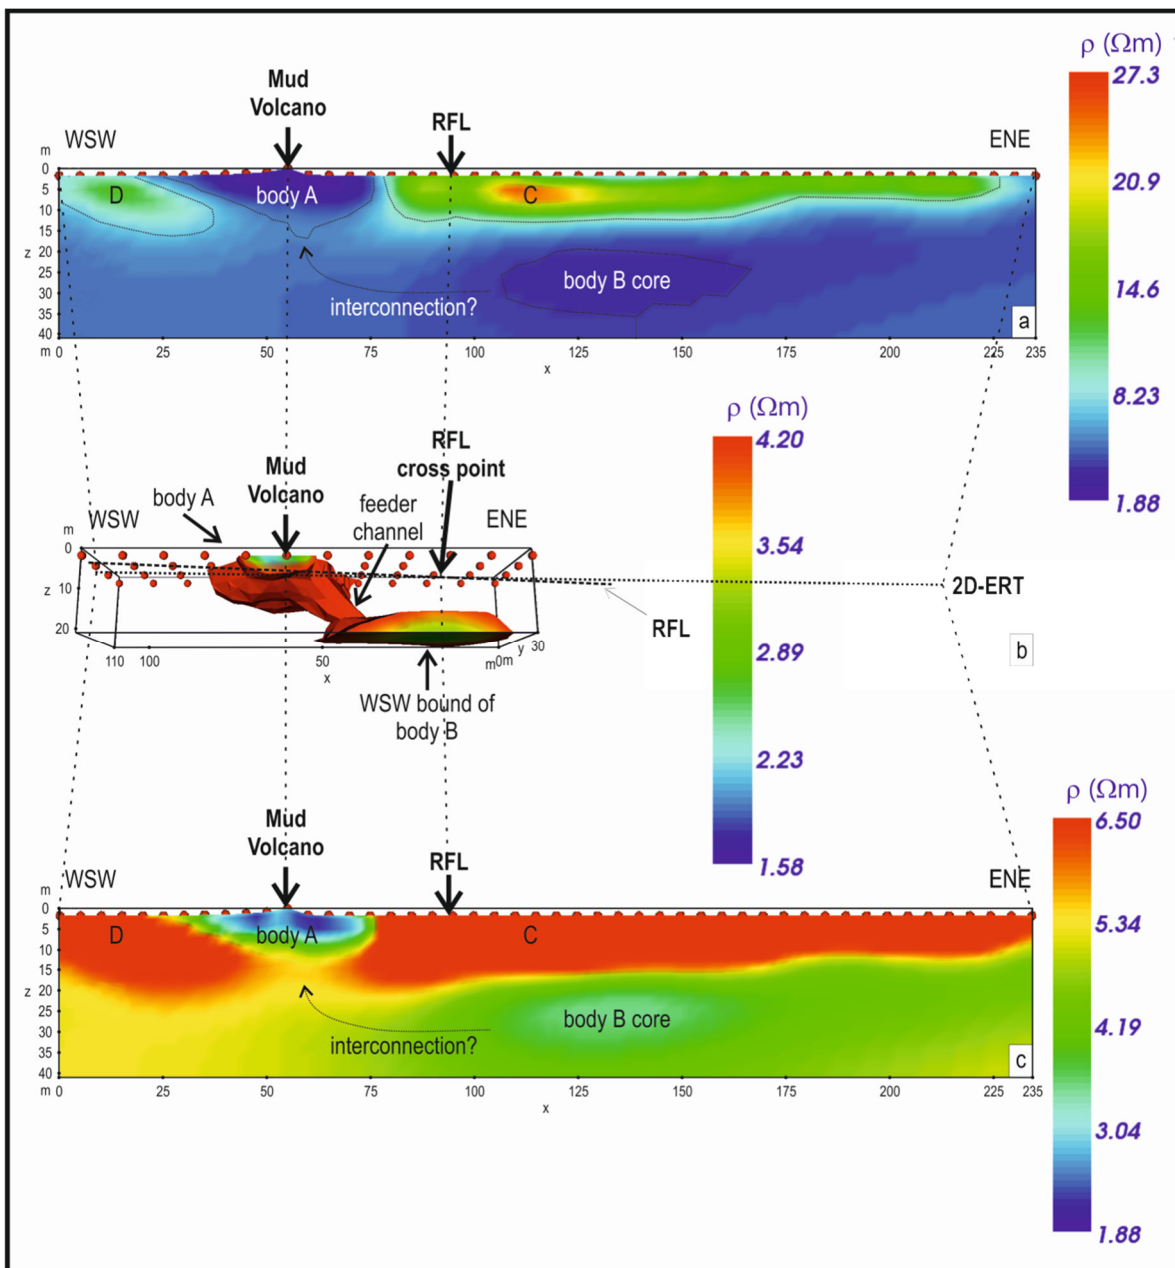 ρ (Ωm)
27.3
20.9
14.6
8.23
1.88
Mud
Volcano
RFL
WSW
ENE
m
0
5
10
15
20
25
30
35
40
z
D
body A
C
body B core
interconnection?
a
m 0 25 50 75 100 125 150 175 200 225 235
x
ρ (Ωm)
4.20
3.54
2.89
2.23
1.58
RFL
cross point
Mud
Volcano
body A
feeder
channel
WSW
ENE
m
0
z 10
20
110 100 50 m0m y 30
x
2D-ERT
RFL
b
WSW bound of
body B
ρ (Ωm)
6.50
5.34
4.19
3.04
1.88
Mud
Volcano
RFL
WSW
ENE
m
0
5
10
15
20
25
30
35
40
z
D
body A
C
body B core
interconnection?
c
m 0 25 50 75 100 125 150 175 200 225 235
x